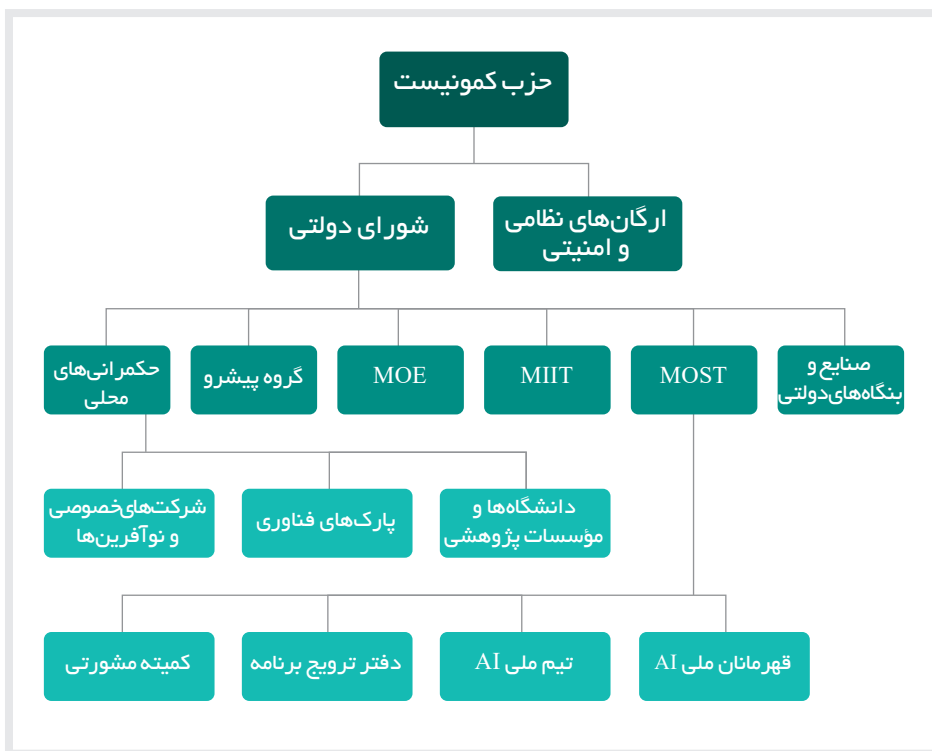 حزب کمونیست
ارگان‌های نظامی
و امنیتی
شورای دولتی
صنایع و
بنگاه‌های‌دولتی
MOST
MIIT
MOE
گروه پیشرو
حکمرانی‌های
محلی
دانشگاه‌ها و
مؤسسات پژوهشی
پارک‌های فناوری
شرکت‌های‌خصوصی
و نوآفرین‌ها
قهرمانان ملی AI
تیم ملی AI
دفتر ترویج برنامه
کمیته مشورتی